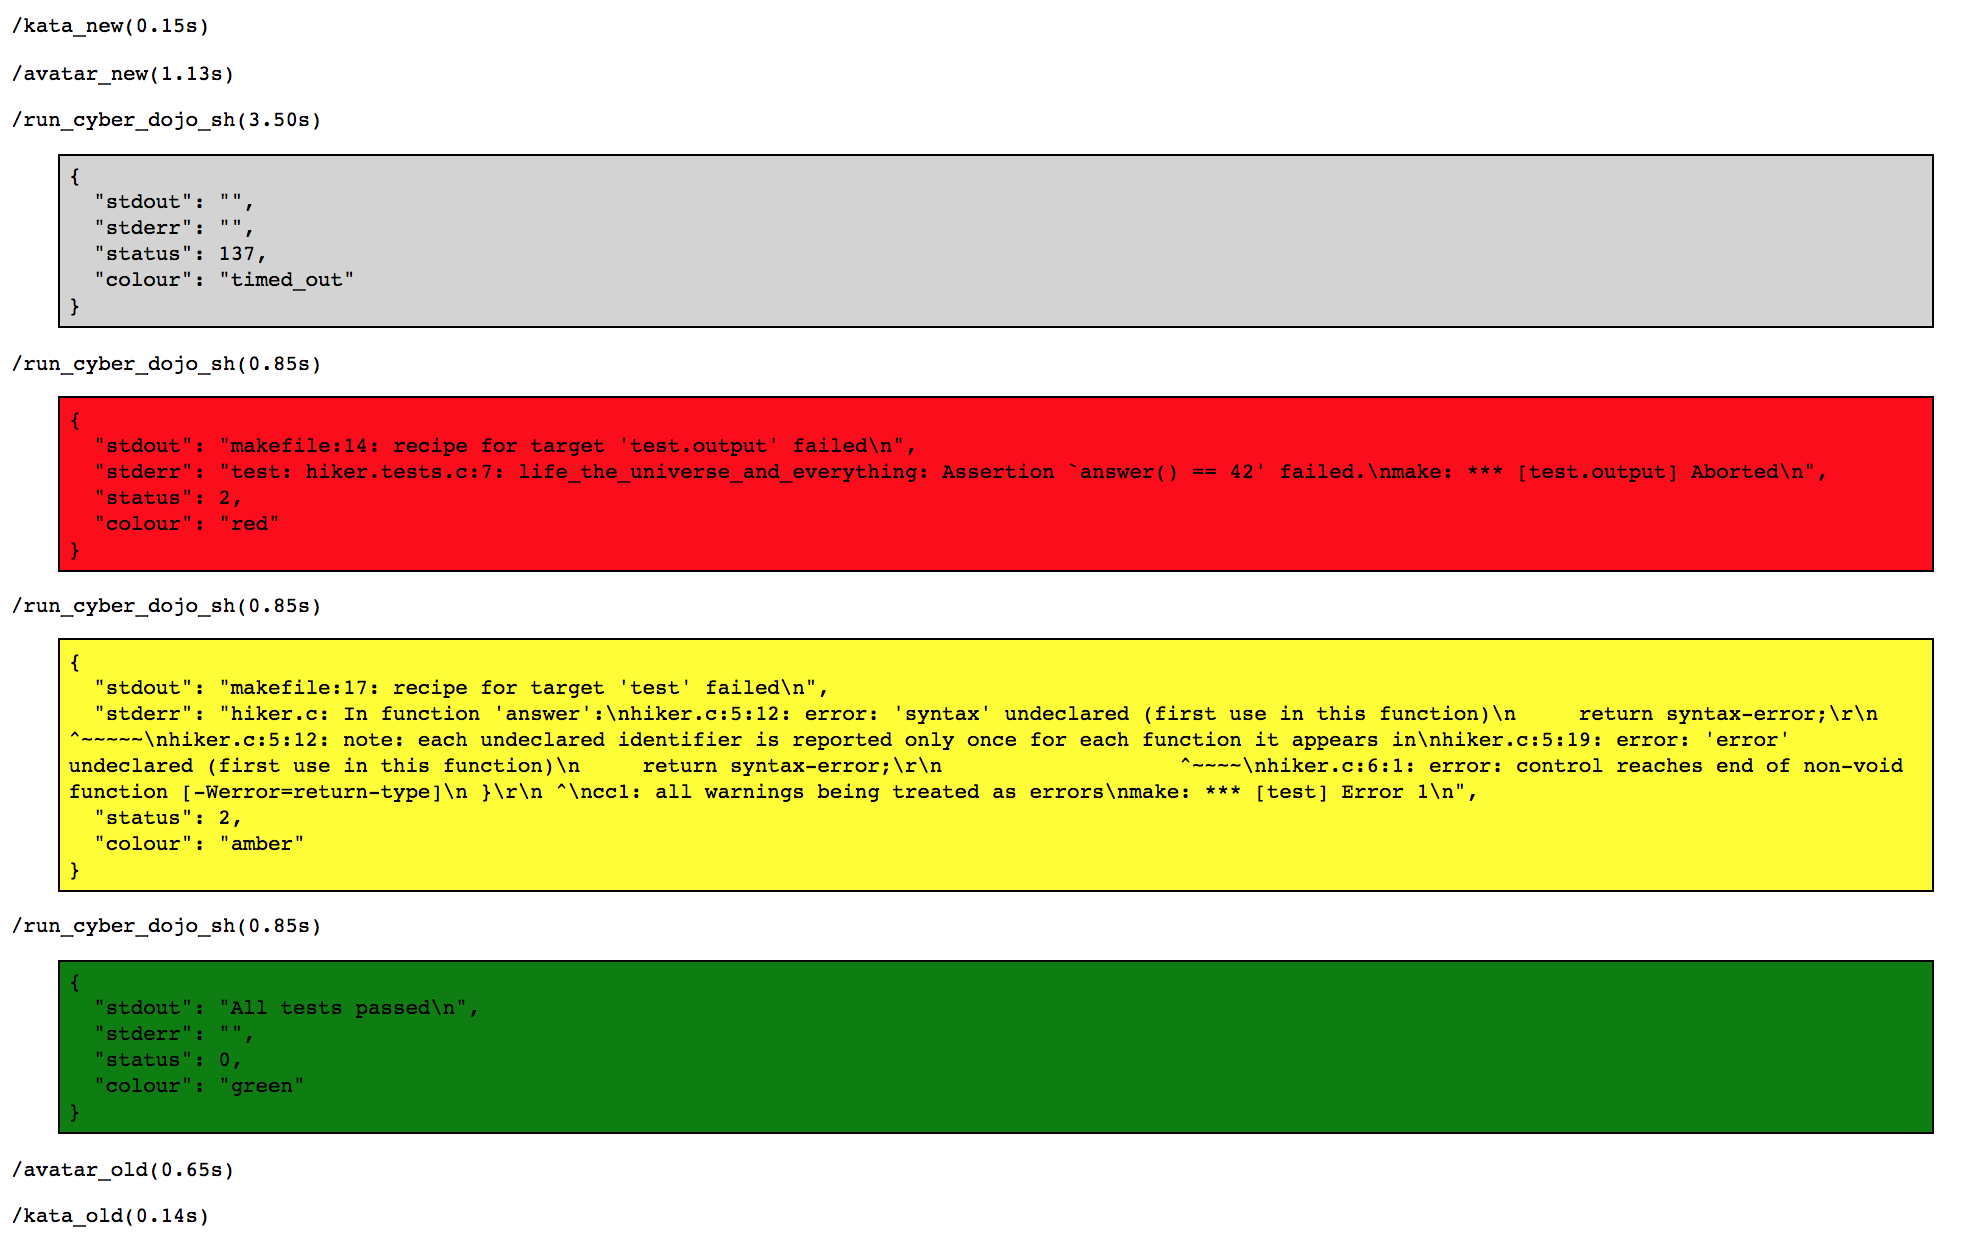 /kata_new(0.15s)
/avatar_new(1.13s)
/run_cyber_dojo_sh(3.50s)
{
  "stdout": "",
  "stderr": "",
  "status": 137,
  "colour": "timed_out"
}
/run_cyber_dojo_sh(0.85s)
{
  "stdout": "makefile:14: recipe for target 'test.output' failed\n",
  "stderr": "test: hiker.tests.c:7: life_the_universe_and_everything: Assertion `answer() == 42' failed.\nmake: *** [test.output] Aborted\n",
  "status": 2,
  "colour": "red"
}
/run_cyber_dojo_sh(0.85s)
{
  "stdout": "makefile:17: recipe for target 'test' failed\n",
  "stderr": "hiker.c: In function 'answer':\nhiker.c:5:12: error: 'syntax' undeclared (first use in this function)\n     return syntax-error;\r\n
^~~~~~\nhiker.c:5:12: note: each undeclared identifier is reported only once for each function it appears in\nhiker.c:5:19: error: 'error'
undeclared (first use in this function)\n     return syntax-error;\r\n                   ^~~~~\nhiker.c:6:1: error: control reaches end of non-void
function [-Werror=return-type]\n }\r\n ^\ncc1: all warnings being treated as errors\nmake: *** [test] Error 1\n",
  "status": 2,
  "colour": "amber"
}
/run_cyber_dojo_sh(0.85s)
{
  "stdout": "All tests passed\n",
  "stderr": "",
  "status": 0,
  "colour": "green"
}
/avatar_old(0.65s)
/kata_old(0.14s)